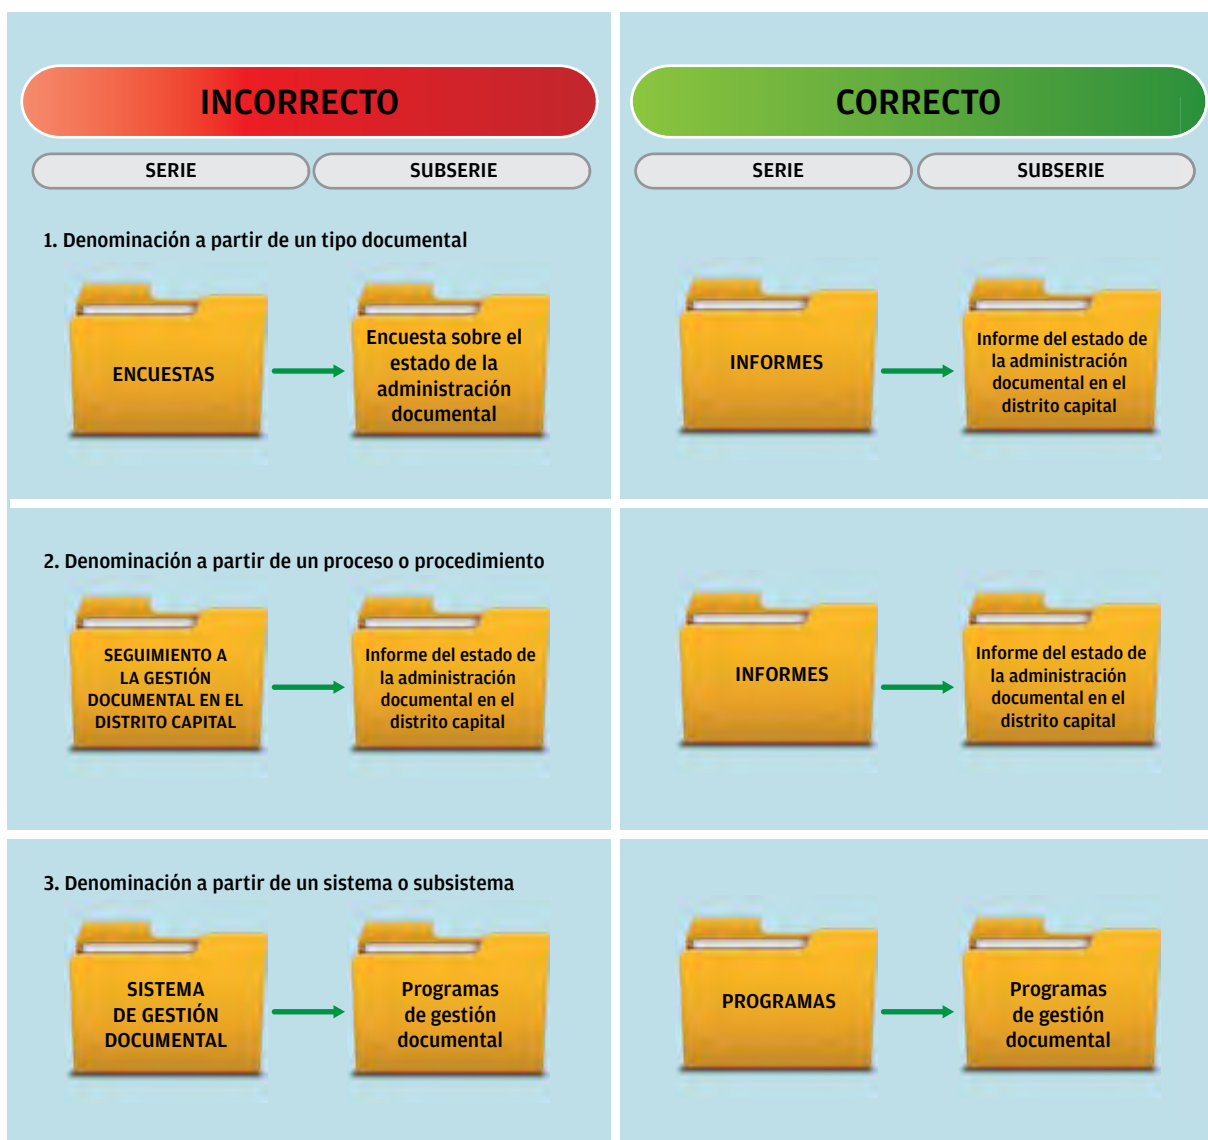 INCORRECTO
CORRECTO
SERIE
SUBSERIE
SERIE
SUBSERIE
1. Denominación a partir de un tipo documental
ENCUESTAS
Encuesta sobre el
estado de la
administración
documental
INFORMES
Informe del estado de
la administración
documental en el
distrito capital
2. Denominación a partir de un proceso o procedimiento
SEGUIMIENTO A
LA GESTIÓN
DOCUMENTAL EN EL
DISTRITO CAPITAL
Informe del estado de
la administración
documental en el
distrito capital
INFORMES
Informe del estado de
la administración
documental en el
distrito capital
3. Denominación a partir de un sistema o subsistema
SISTEMA
DE GESTIÓN
DOCUMENTAL
Programas
de gestión
documental
PROGRAMAS
Programas
de gestión
documental